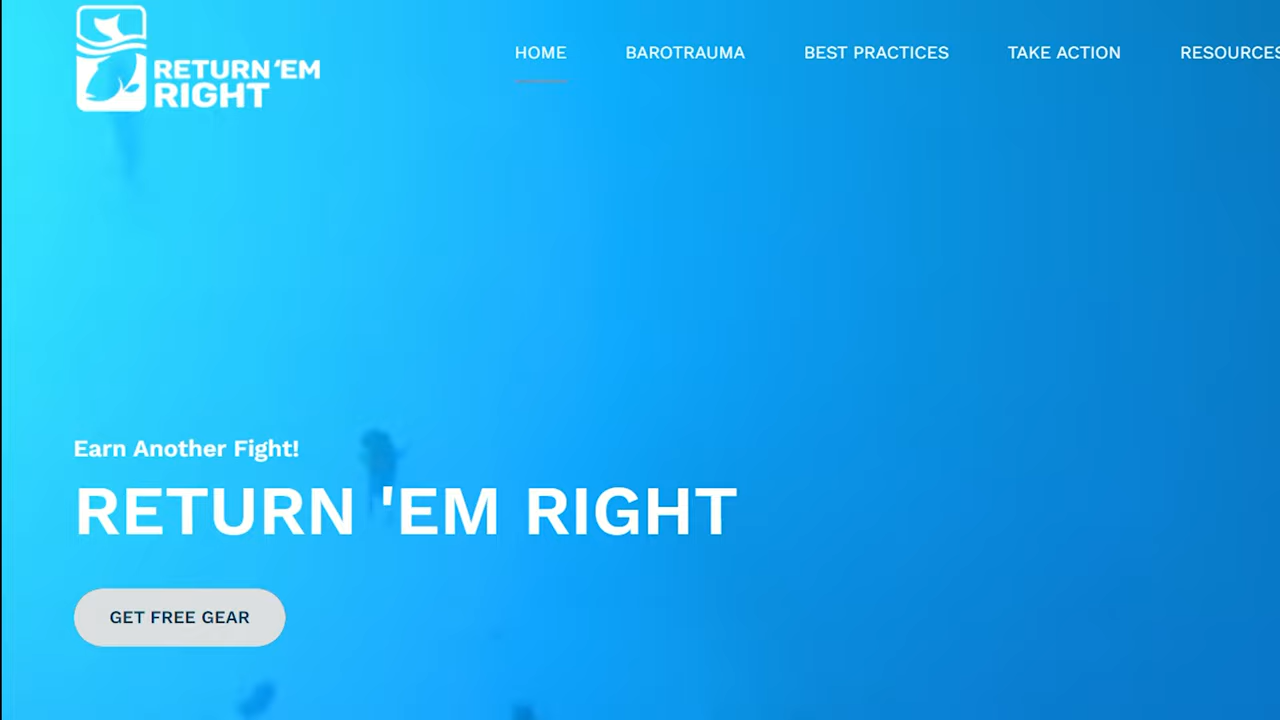 RETURN ‘EM
RIGHT
HOME BAROTRAUMA BEST PRACTICES TAKE ACTION RESOURCES
Earn Another Fight!
RETURN 'EM RIGHT
GET FREE GEAR